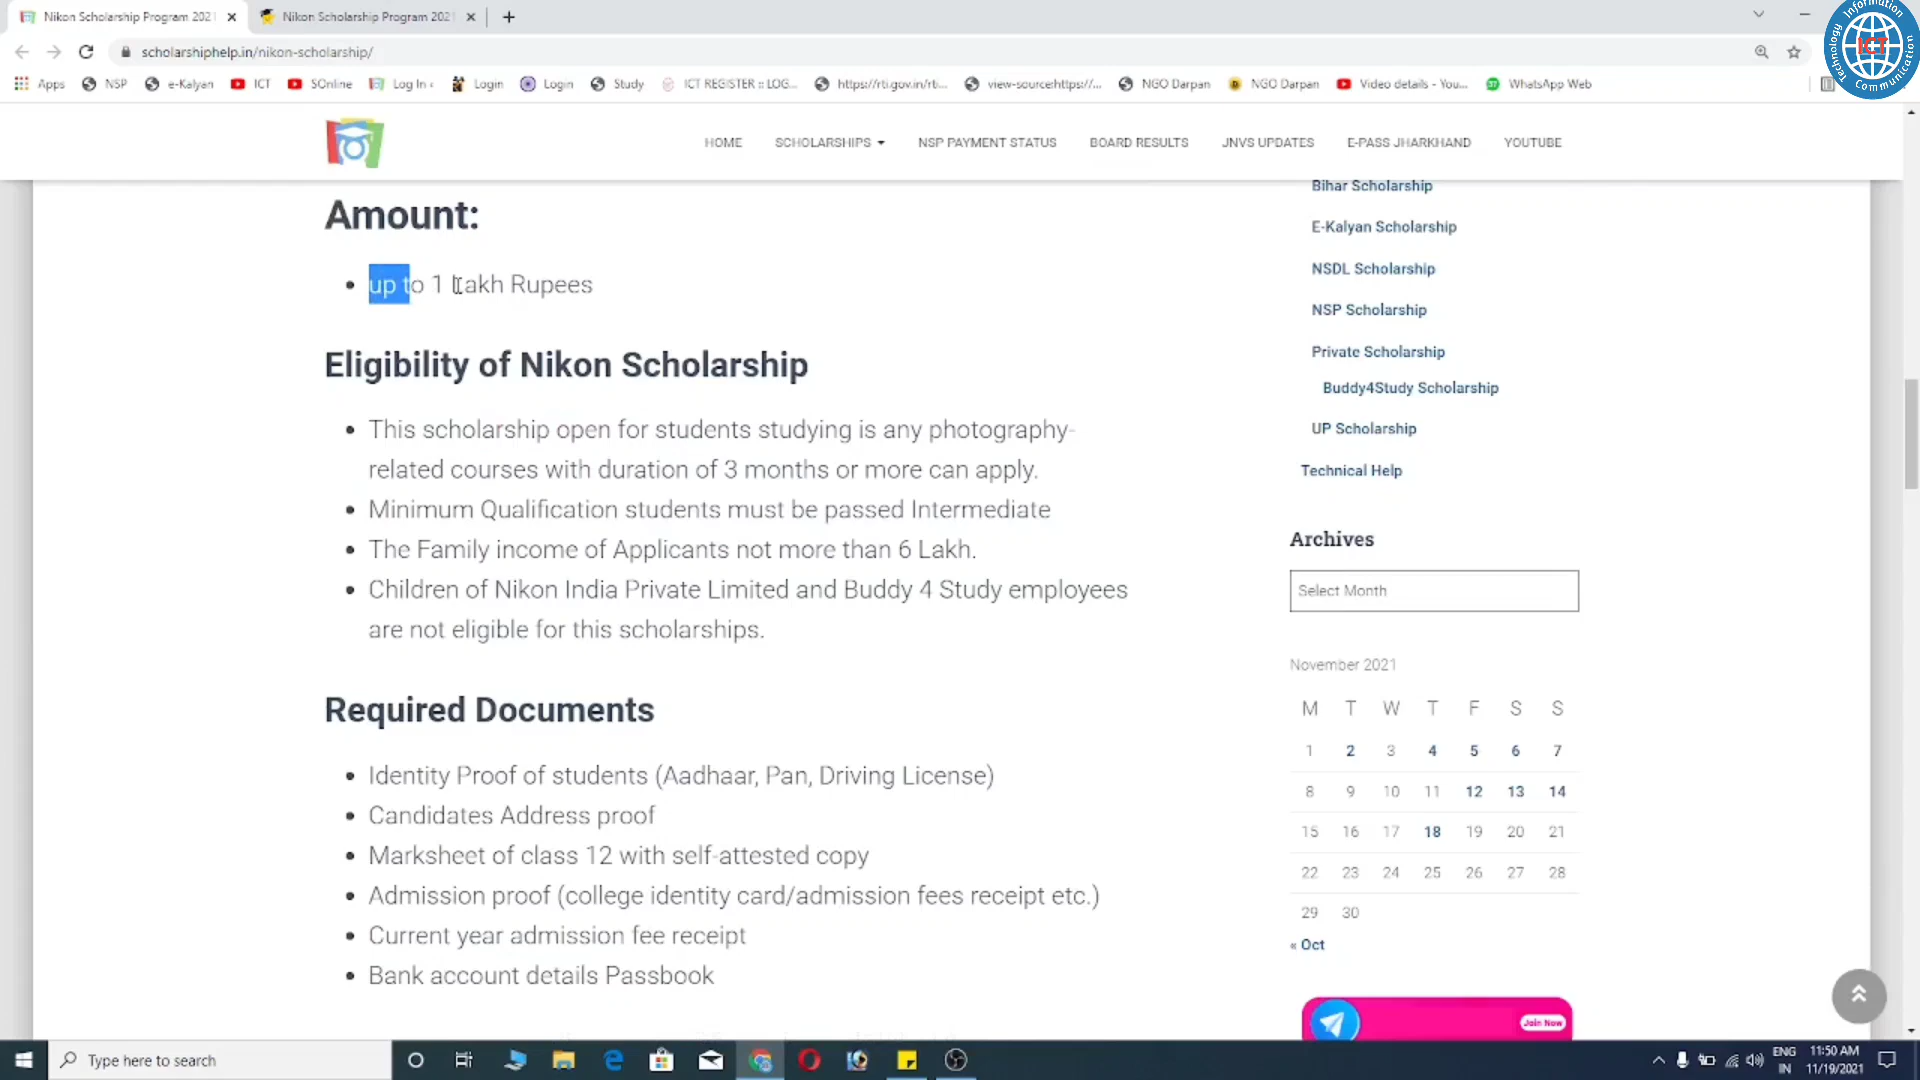 Nikon Scholarship Program 2021
Nikon Scholarship Program 202
scholarshiphelp.in/nikon-scholarship/
Apps
NSP
e-Kalyan
ICT
SOnline
Log In ‹
Login
Login
Study
ICT REGISTER :: LOG...
https://rti.gov.in/rti...
view-source:https://...
NGO Darpan
NGO Darpan
Video details - You...
WhatsApp Web
Information
ICT
Technology
Communication
HOME
SCHOLARSHIPS
NSP PAYMENT STATUS
BOARD RESULTS
JNVS UPDATES
E-PASS JHARKHAND
YOUTUBE
Amount:
up to 1 Lakh Rupees
Eligibility of Nikon Scholarship
This scholarship open for students studying is any photography-
related courses with duration of 3 months or more can apply.
Minimum Qualification students must be passed Intermediate
The Family income of Applicants not more than 6 Lakh.
Children of Nikon India Private Limited and Buddy 4 Study employees
are not eligible for this scholarships.
Required Documents
Identity Proof of students (Aadhaar, Pan, Driving License)
Candidates Address proof
Marksheet of class 12 with self-attested copy
Admission proof (college identity card/admission fees receipt etc.)
Current year admission fee receipt
Bank account details Passbook
Bihar Scholarship
E-Kalyan Scholarship
NSDL Scholarship
NSP Scholarship
Private Scholarship
Buddy4Study Scholarship
UP Scholarship
Technical Help
Archives
Select Month
November 2021
M T W T F S S
1 2 3 4 5 6 7
8 9 10 11 12 13 14
15 16 17 18 19 20 21
22 23 24 25 26 27 28
29 30
« Oct
Join Now
Type here to search
ENG
IN
11:50 AM
11/19/2021